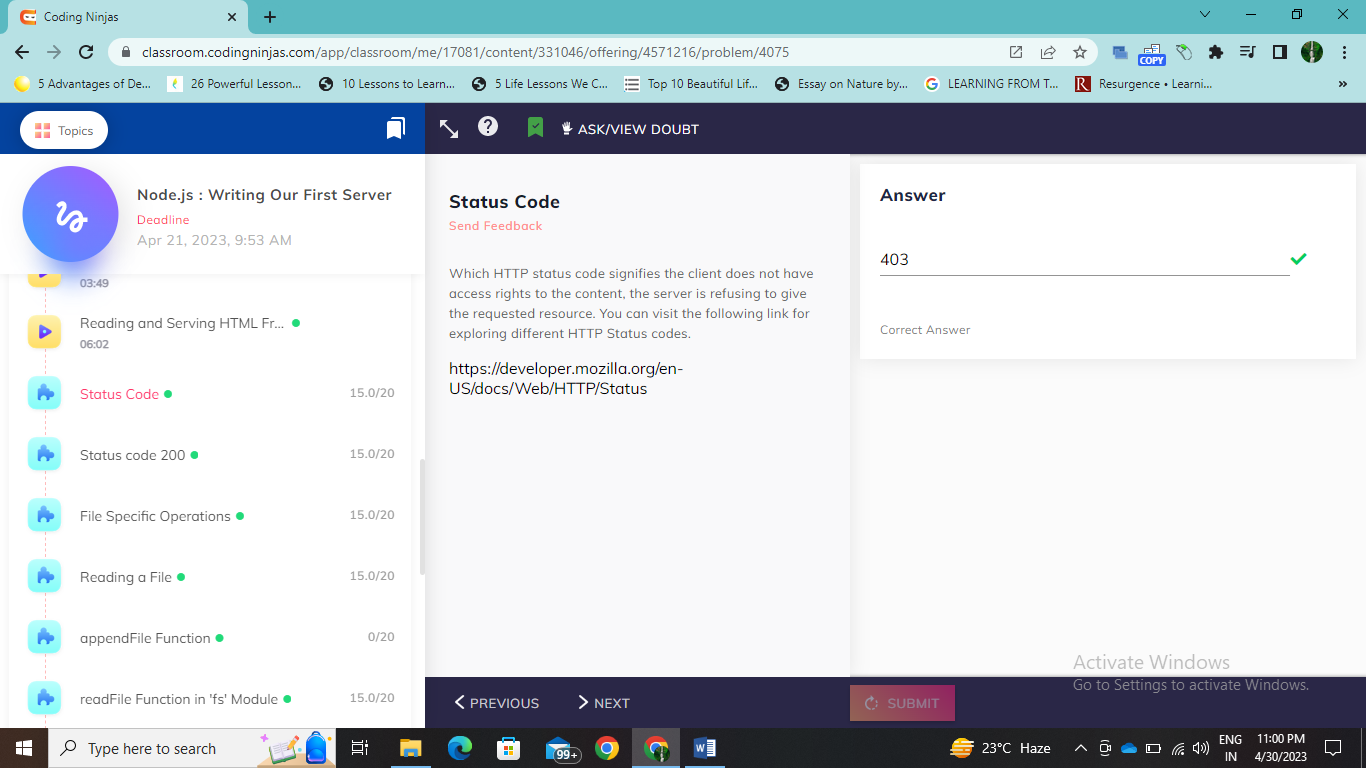 Coding Ninjas
classroom.codingninjas.com/app/classroom/me/17081/content/331046/offering/4571216/problem/4075
COPY
5 Advantages of De...
26 Powerful Lesson...
10 Lessons to Learn...
5 Life Lessons We C...
Top 10 Beautiful Lif...
Essay on Nature by...
LEARNING FROM T...
Resurgence • Learni...
»
Topics
ASK/VIEW DOUBT
Node.js : Writing Our First Server
Deadline
Apr 21, 2023, 9:53 AM
03:49
Reading and Serving HTML Fr...
06:02
Status Code
15.0/20
Status code 200
15.0/20
File Specific Operations
15.0/20
Reading a File
15.0/20
appendFile Function
0/20
readFile Function in 'fs' Module
15.0/20
Status Code
Send Feedback
Which HTTP status code signifies the client does not have
access rights to the content, the server is refusing to give
the requested resource. You can visit the following link for
exploring different HTTP Status codes.
https://developer.mozilla.org/en-
US/docs/Web/HTTP/Status
Answer
403
Correct Answer
Activate Windows
Go to Settings to activate Windows.
PREVIOUS
NEXT
SUBMIT
Type here to search
99+
23°C Haze
ENG
IN
11:00 PM
4/30/2023